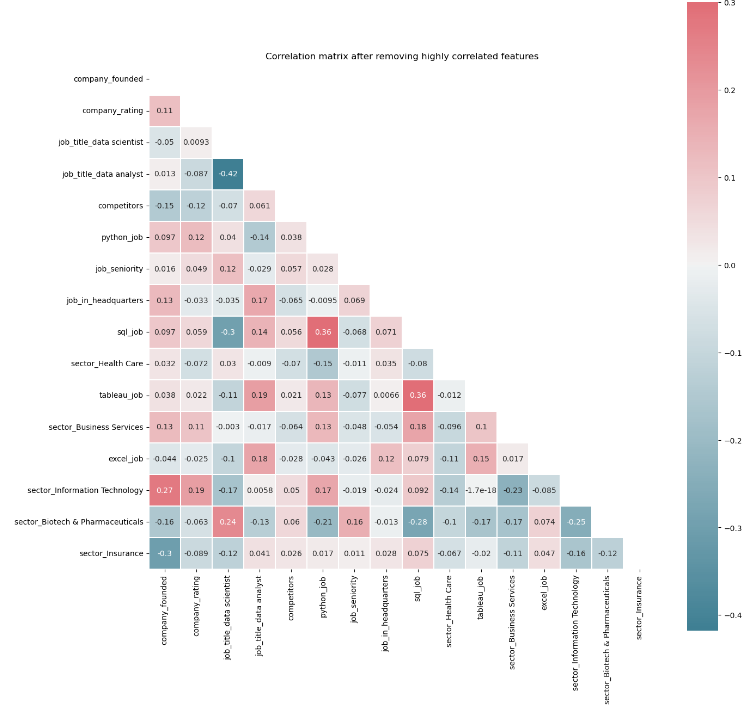 Correlation matrix after removing highly correlated features
company_founded
company_rating 0.11
job_title_data scientist -0.05 0.0093
job_title_data analyst 0.013 -0.087 -0.42
competitors -0.15 -0.12 -0.07 0.061
python_job 0.097 0.12 0.04 -0.14 0.038
job_seniority 0.016 0.049 0.12 -0.029 0.057 0.028
job_in_headquarters 0.13 -0.033 -0.035 0.17 -0.065 -0.0095 0.069
sql_job 0.097 0.059 -0.3 0.14 0.056 0.36 -0.068 0.071
sector_Health Care 0.032 -0.072 0.03 -0.009 -0.07 -0.15 -0.011 0.035 -0.08
tableau_job 0.038 0.022 -0.11 0.19 0.021 0.13 -0.077 0.0066 0.36 -0.012
sector_Business Services 0.13 0.11 -0.003 -0.017 -0.064 0.13 -0.048 -0.054 0.18 -0.096 0.1
excel_job -0.044 -0.025 -0.1 0.18 -0.028 -0.043 -0.026 0.12 0.079 -0.11 0.15 0.017
sector_Information Technology 0.27 0.19 -0.17 0.0058 0.05 0.17 -0.019 -0.024 0.092 -0.14 -1.7e-18 -0.23 -0.085
sector_Biotech & Pharmaceuticals -0.16 -0.063 0.24 -0.13 0.06 -0.21 0.16 -0.013 -0.28 -0.1 -0.17 -0.17 0.074 -0.25
sector_Insurance -0.3 -0.089 -0.12 0.041 0.026 0.017 0.011 0.028 0.075 -0.067 -0.02 -0.11 0.047 -0.16 -0.12
company_founded
company_rating
job_title_data scientist
job_title_data analyst
competitors
python_job
job_seniority
job_in_headquarters
sql_job
sector_Health Care
tableau_job
sector_Business Services
excel_job
sector_Information Technology
sector_Biotech & Pharmaceuticals
sector_Insurance
0.3
0.2
0.1
0.0
−0.1
−0.2
−0.3
−0.4